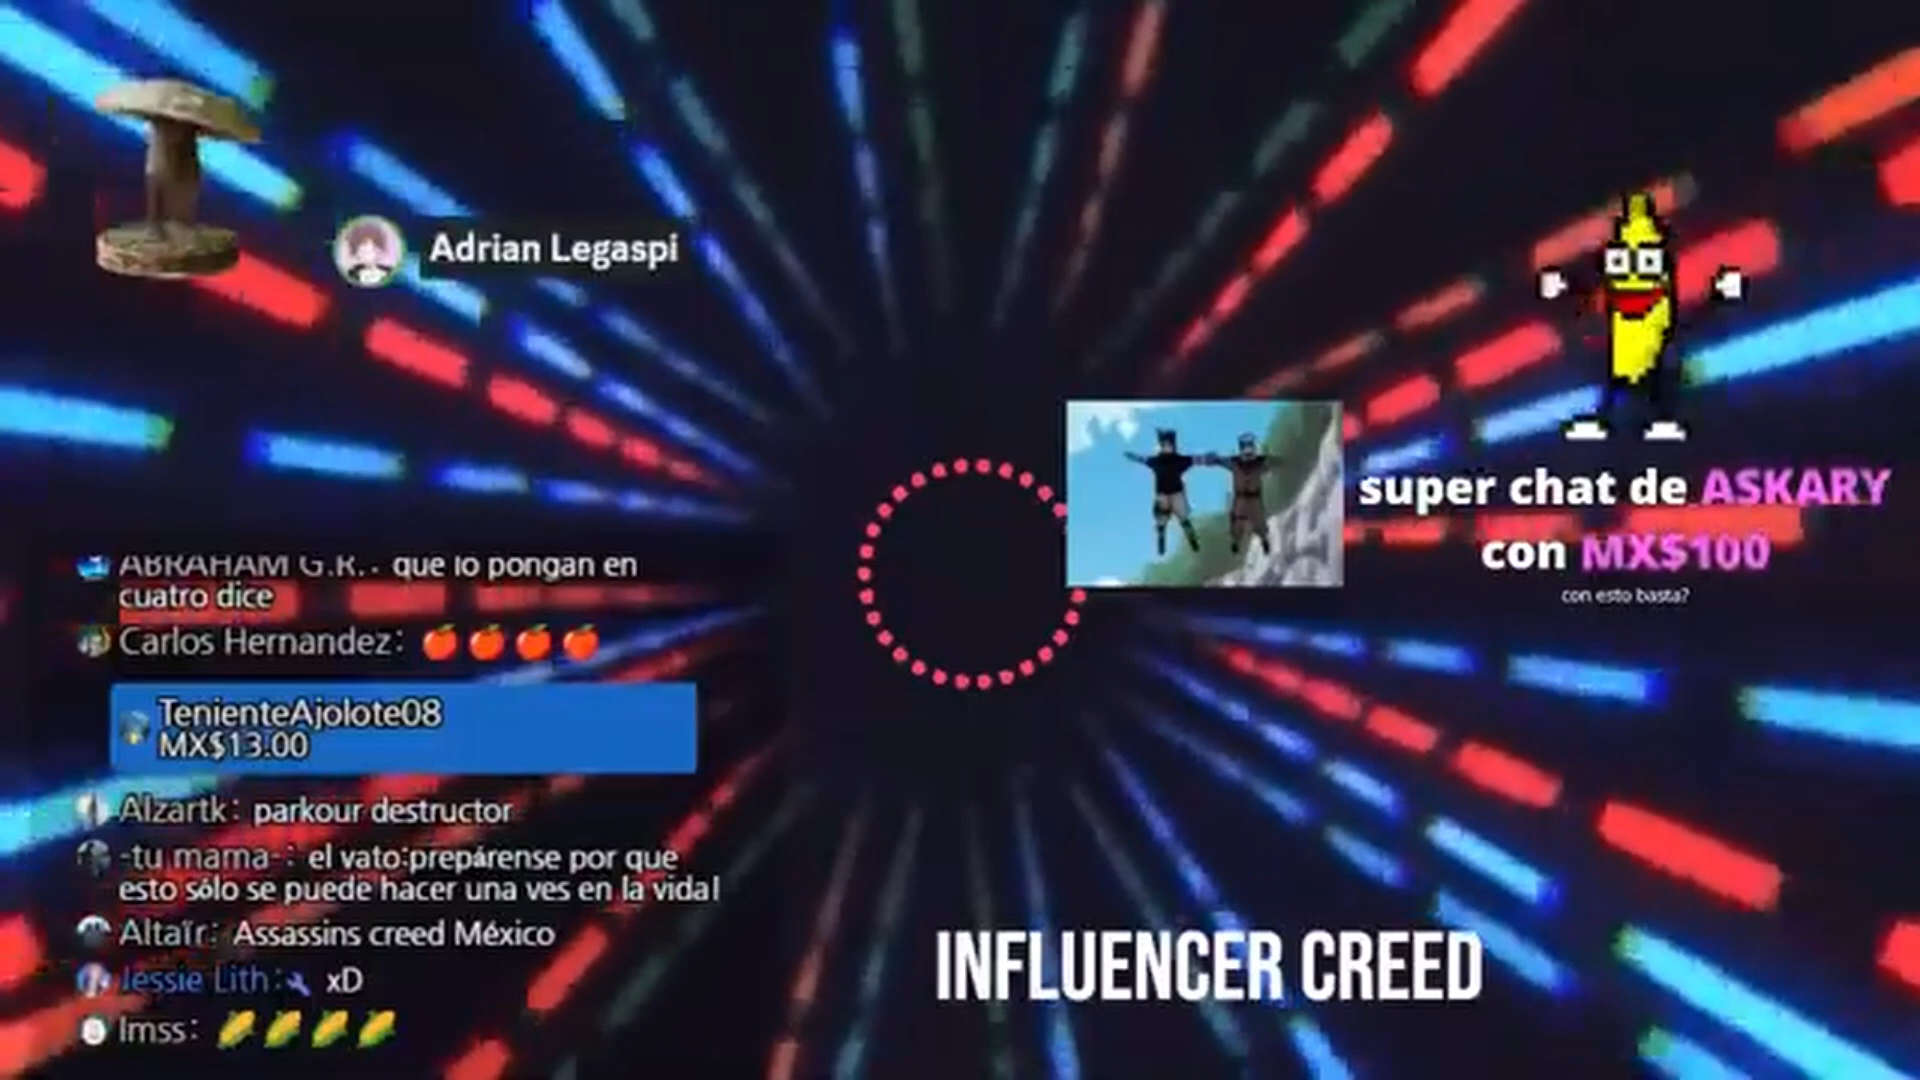 Adrian Legaspi
super chat de ASKARY
con MX$100
con esto basta?
ABRAHAM G.R.: que lo pongan en
cuatro dice
Carlos Hernandez: 🍎🍎🍎🍎
TenienteAjolote08
MX$13.00
Alzartk: parkour destructor
-tu mama-: el vato:prepárense por que
esto sólo se puede hacer una ves en la vida!
Altaïr: Assassins creed México
Jessie Lith:🔧 xD
Imss: 🌽🌽🌽🌽
INFLUENCER CREED